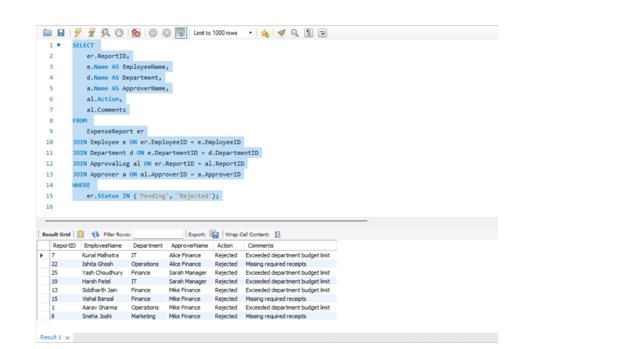 Limit to 1000 rows
1 SELECT
2 er.ReportID,
3 e.Name AS EmployeeName,
4 d.Name AS Department,
5 a.Name AS ApproverName,
6 al.Action,
7 al.Comments
8 FROM
9 ExpenseReport er
10 JOIN Employee e ON er.EmployeeID = e.EmployeeID
11 JOIN Department d ON e.DepartmentID = d.DepartmentID
12 JOIN ApprovalLog al ON er.ReportID = al.ReportID
13 JOIN Approver a ON al.ApproverID = a.ApproverID
14 WHERE
15 er.Status IN ('Pending', 'Rejected');
16
Result Grid Filter Rows: Export: Wrap Cell Content:
ReportID EmployeeName Department ApproverName Action Comments
7 Kunal Malhotra IT Alice Finance Rejected Exceeded department budget limit
22 Ishita Ghosh Operations Alice Finance Rejected Missing required receipts
25 Yash Choudhury Finance Sarah Manager Rejected Exceeded department budget limit
19 Harsh Patel IT Sarah Manager Rejected Exceeded department budget limit
13 Siddharth Jain Finance Mike Finance Rejected Exceeded department budget limit
15 Vishal Bansal Finance Mike Finance Rejected Missing required receipts
1 Aarav Sharma Operations Mike Finance Rejected Exceeded department budget limit
8 Sneha Joshi Marketing Mike Finance Rejected Missing required receipts
Result 1